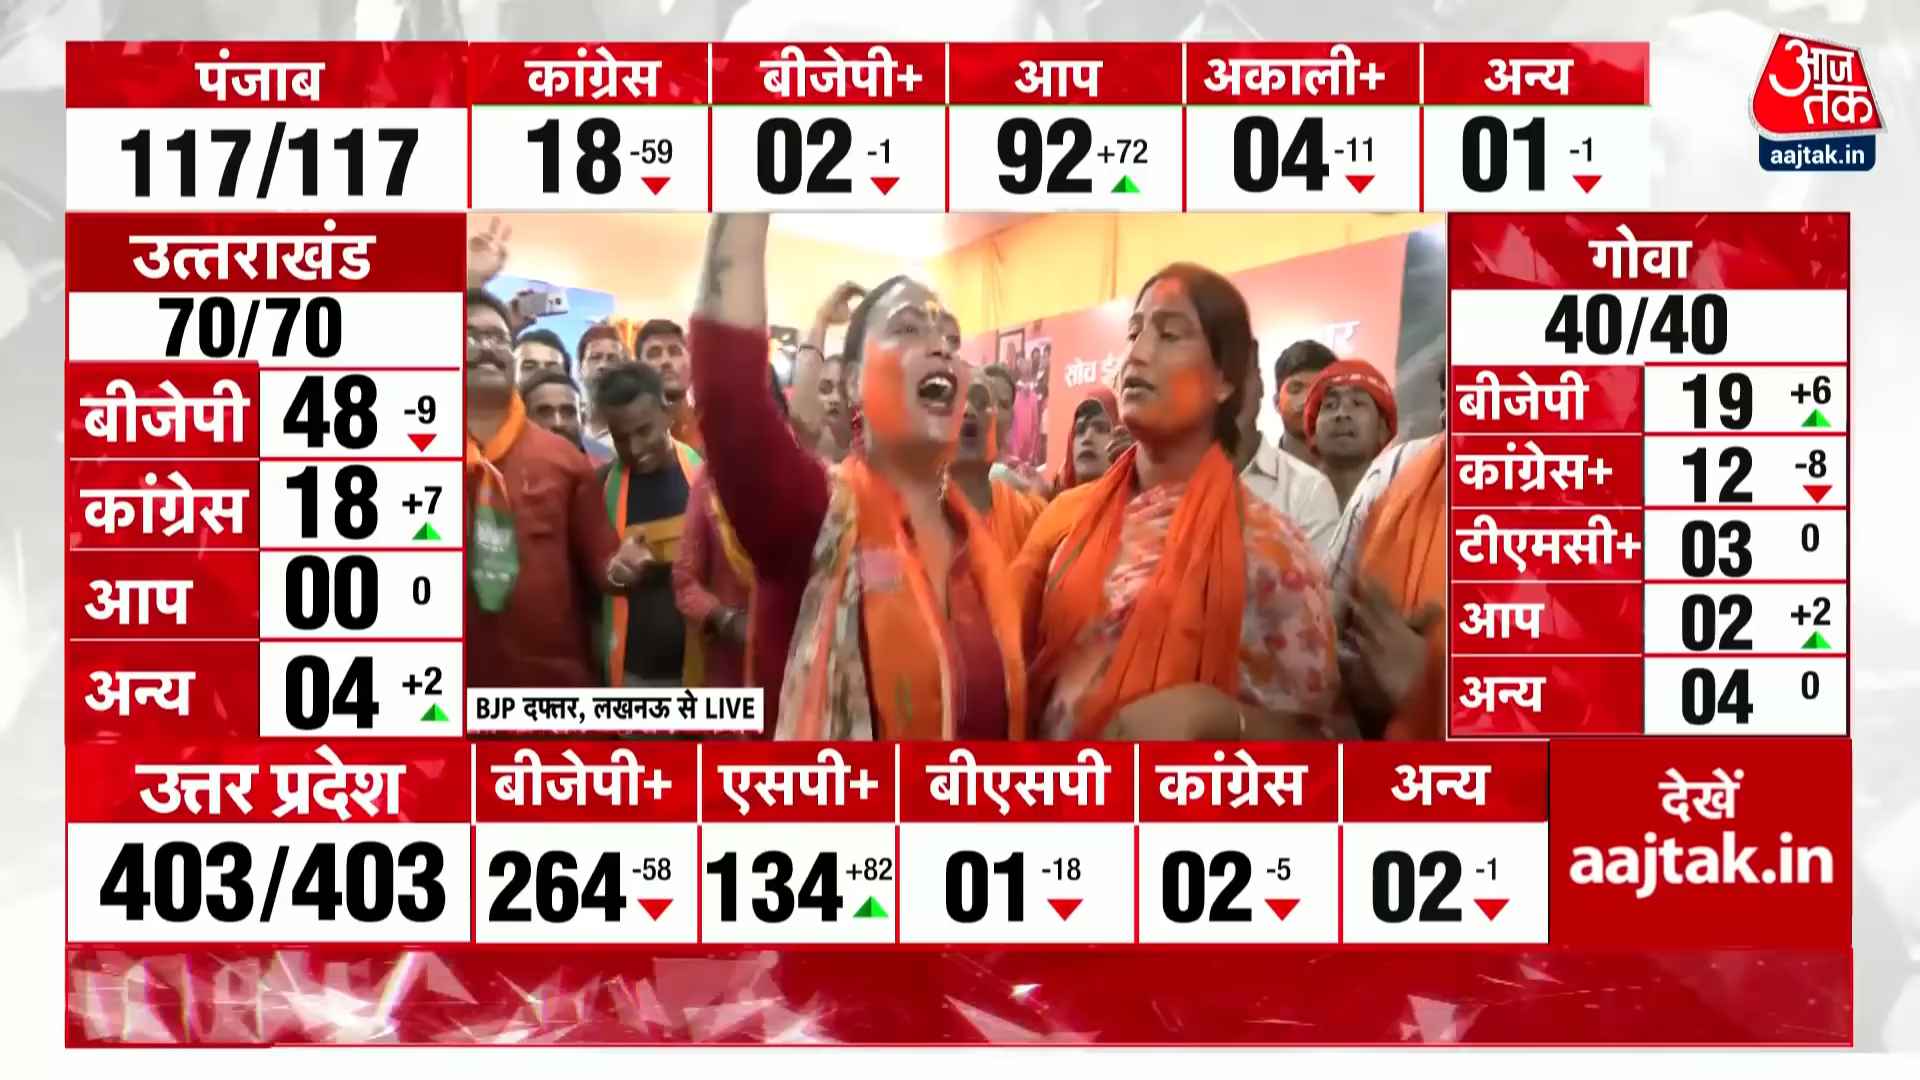 पंजाब कांग्रेस बीजेपी+ आप अकाली+ अन्य
117/117 18 -59 02 -1 92 +72 04 -11 01 -1
आज
तक
aajtak.in
उत्तराखंड
70/70
बीजेपी 48 -9
कांग्रेस 18 +7
आप 00 0
अन्य 04 +2
सोच
BJP दफ्तर, लखनऊ से LIVE
गोवा
40/40
बीजेपी 19 +6
कांग्रेस+ 12 -8
टीएमसी+ 03 0
आप 02 +2
अन्य 04 0
उत्तर प्रदेश बीजेपी+ एसपी+ बीएसपी कांग्रेस अन्य
403/403 264 -58 134 +82 01 -18 02 -5 02 -1
देखें
aajtak.in